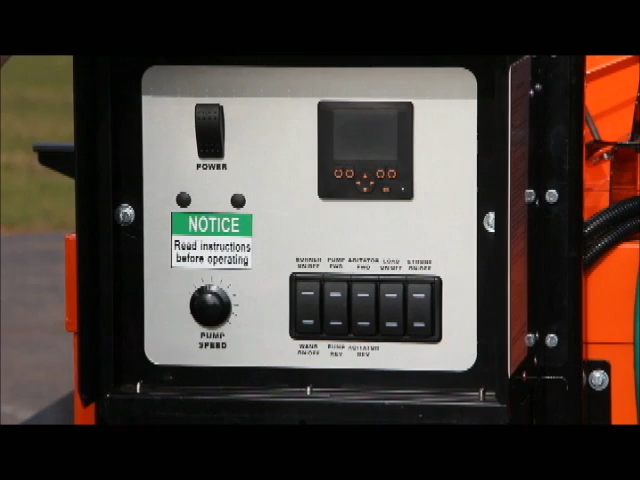 POWER
NOTICE
Read instructions
before operating
PUMP
SPEED
BURNER PUMP AGITATOR LOAD STROBE
ON/OFF FWD FWD ON/OFF ON/OFF
WAND PUMP AGITATOR
ON/OFF REV REV